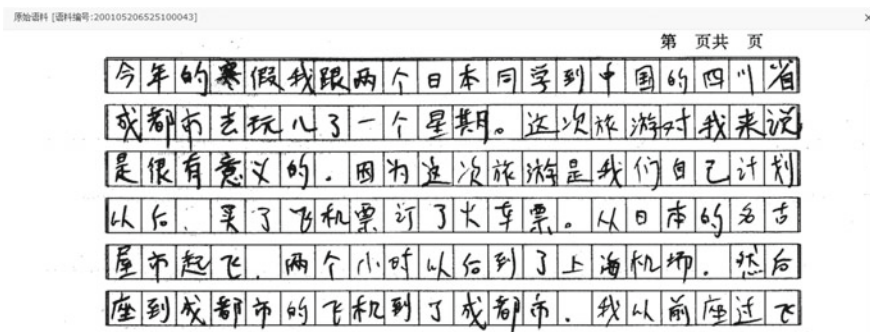 原始语料 [语料编号:200105206525100043]
×
第 页共 页
今年的寒假我跟两个日本同学到中国的四川省
成都市去玩儿了一个星期。这次旅游对我来说
是很有意义的.因为这次旅游是我们自己计划
以后、买了飞机票订了火车票。从日本的名古
屋市起飞.两个小时以后到了上海机场.然后
座到成都市的飞机到了成都市.我以前座过飞